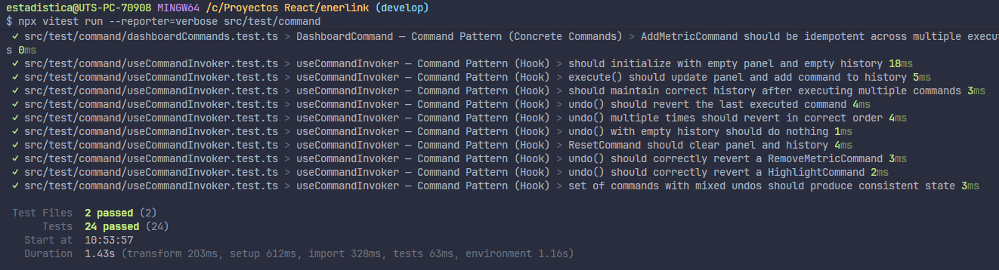 estadistica@UTS-PC-70908 MINGW64 /c/Proyectos React/enerlink (develop)
$ npx vitest run --reporter=verbose src/test/command
✓ src/test/command/dashboardCommands.test.ts > DashboardCommand — Command Pattern (Concrete Commands) > AddMetricCommand should be idempotent across multiple execut
s 0ms
✓ src/test/command/useCommandInvoker.test.ts > useCommandInvoker — Command Pattern (Hook) > should initialize with empty panel and empty history 18ms
✓ src/test/command/useCommandInvoker.test.ts > useCommandInvoker — Command Pattern (Hook) > execute() should update panel and add command to history 5ms
✓ src/test/command/useCommandInvoker.test.ts > useCommandInvoker — Command Pattern (Hook) > should maintain correct history after executing multiple commands 3ms
✓ src/test/command/useCommandInvoker.test.ts > useCommandInvoker — Command Pattern (Hook) > undo() should revert the last executed command 4ms
✓ src/test/command/useCommandInvoker.test.ts > useCommandInvoker — Command Pattern (Hook) > undo() multiple times should revert in correct order 4ms
✓ src/test/command/useCommandInvoker.test.ts > useCommandInvoker — Command Pattern (Hook) > undo() with empty history should do nothing 1ms
✓ src/test/command/useCommandInvoker.test.ts > useCommandInvoker — Command Pattern (Hook) > ResetCommand should clear panel and history 4ms
✓ src/test/command/useCommandInvoker.test.ts > useCommandInvoker — Command Pattern (Hook) > undo() should correctly revert a RemoveMetricCommand 3ms
✓ src/test/command/useCommandInvoker.test.ts > useCommandInvoker — Command Pattern (Hook) > undo() should correctly revert a HighlightCommand 2ms
✓ src/test/command/useCommandInvoker.test.ts > useCommandInvoker — Command Pattern (Hook) > set of commands with mixed undos should produce consistent state 3ms
Test Files 2 passed (2)
Tests 24 passed (24)
Start at 10:53:57
Duration 1.43s (transform 203ms, setup 612ms, import 328ms, tests 63ms, environment 1.16s)